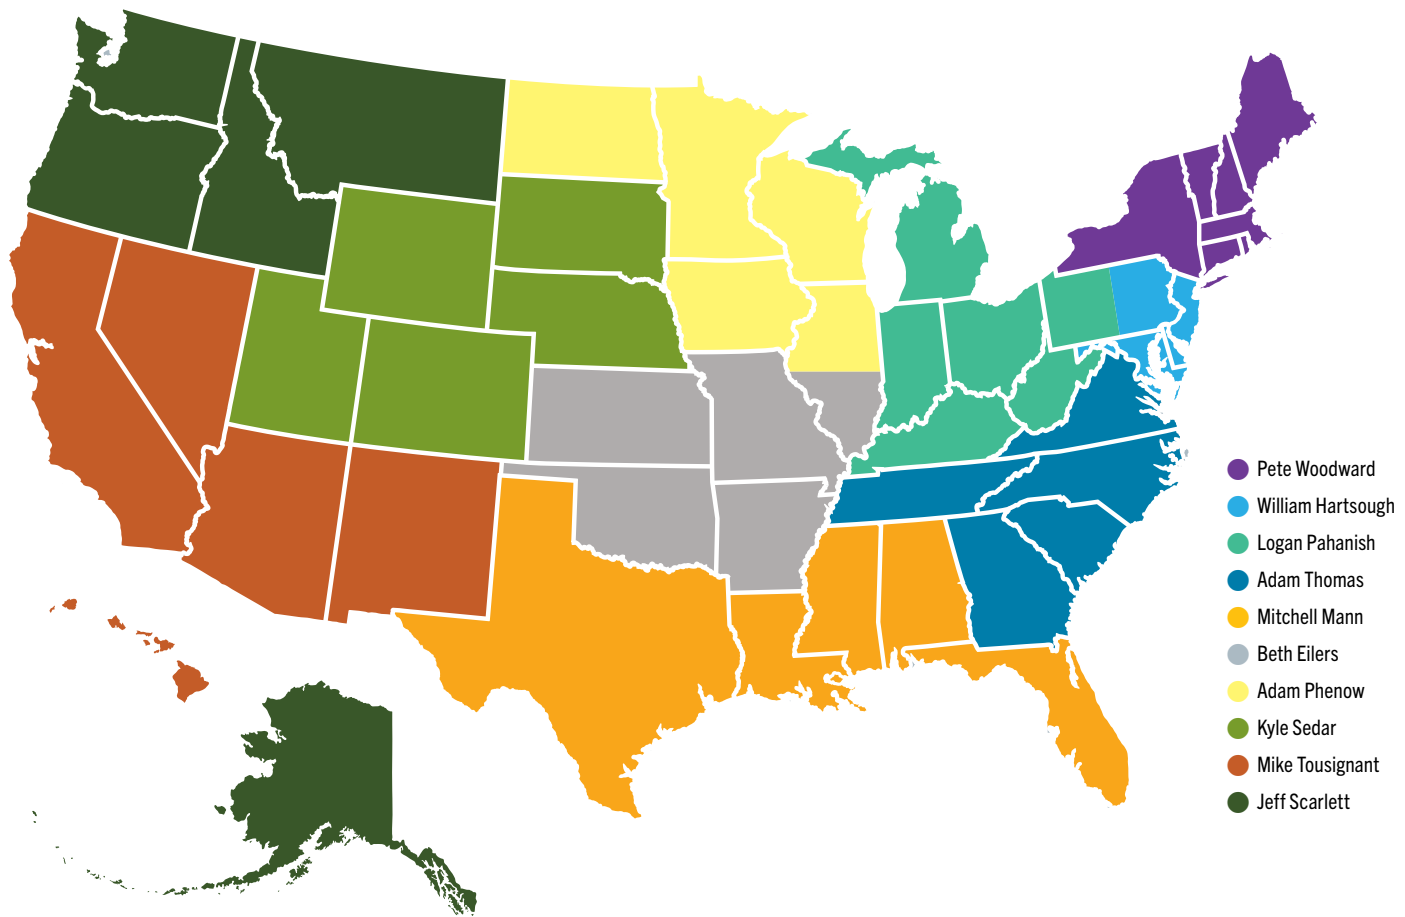 Pete Woodward
William Hartsough
Logan Pahanish
Adam Thomas
Mitchell Mann
Beth Eilers
Adam Phenow
Kyle Sedar
Mike Tousignant
Jeff Scarlett